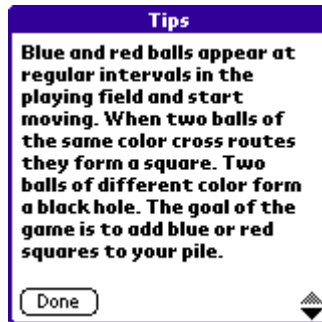 Tips
Blue and red balls appear at
regular intervals in the
playing field and start
moving. When two balls of
the same color cross routes
they form a square. Two
balls of different color form
a black hole. The goal of the
game is to add blue or red
squares to your pile.
Done